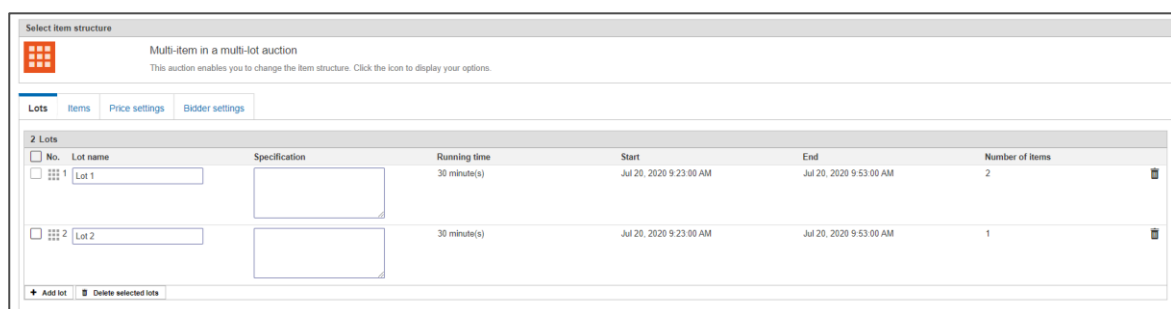 Select item structure
Multi-item in a multi-lot auction
This auction enables you to change the item structure. Click the icon to display your options.
Lots Items Price settings Bidder settings
2 Lots
No. Lot name Specification Running time Start End Number of items
1 Lot 1 30 minute(s) Jul 20, 2020 9:23:00 AM Jul 20, 2020 9:53:00 AM 2
2 Lot 2 30 minute(s) Jul 20, 2020 9:23:00 AM Jul 20, 2020 9:53:00 AM 1
+ Add lot Delete selected lots